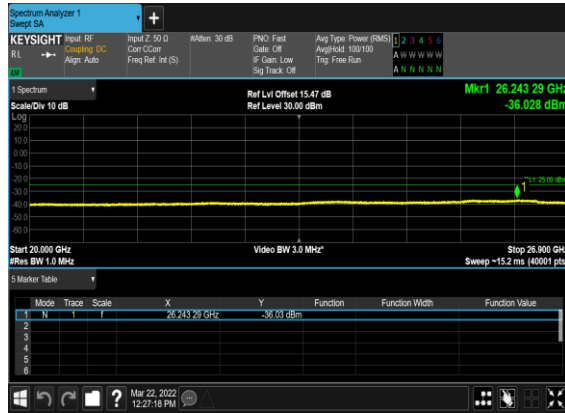 Spectrum Analyzer 1
Swept SA
+
KEYSIGHT Input: RF Input Z: 50 Ω #Atten: 30 dB PNO: Fast Avg Type: Power (RMS) 1 2 3 4 5 6
RL Coupling: DC Corr CCorr Gate: Off Avg|Hold: 100/100 A W W W W W
Align: Auto Freq Ref: Int (S) IF Gain: Low Trig: Free Run
Sig Track: Off A N N N N N
1 Spectrum Ref Lvl Offset 15.47 dB Mkr1 26.243 29 GHz
Scale/Div 10 dB Ref Level 30.00 dBm -36.028 dBm
Log
20.0
10.0
0.00
-10.0
-20.0
L1 -25.00 dBm
1
-30.0
-40.0
-50.0
-60.0
Start 20.000 GHz Video BW 3.0 MHz* Stop 26.900 GHz
#Res BW 1.0 MHz Sweep ~15.2 ms (40001 pts)
5 Marker Table
Mode Trace Scale X Y Function Function Width Function Value
1 N 1 f 26.243 29 GHz -36.03 dBm
2
3
4
5
6
? Mar 22, 2022
12:27:18 PM